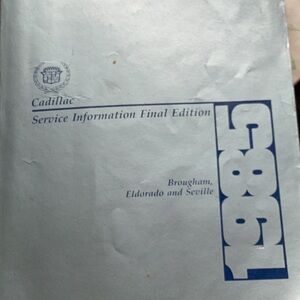 Cadillac
Service Information Final Edition
Brougham,
Eldorado and Seville
1985